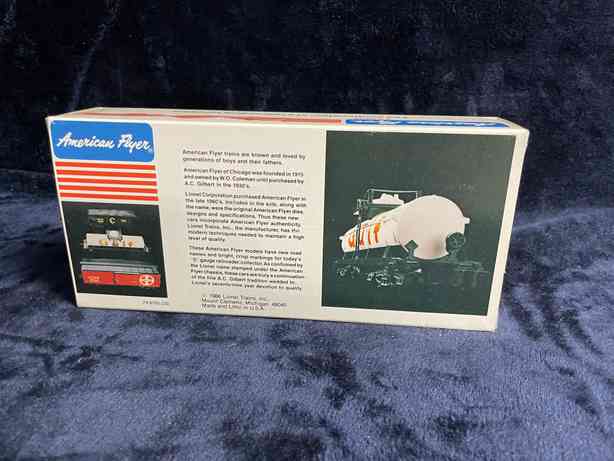 American Flyer
American Flyer trains are known and loved by
generations of boys and their fathers.
American Flyer of Chicago was founded in 1915
and owned by W.O. Coleman until purchased by
A.C. Gilbert in the 1930's.
Lionel Corporation purchased American Flyer in
the late 1960's. Included in the sale, along with
the name, were the original American Flyer dies,
designs and specifications. Thus these new
cars incorporate American Flyer authenticity.
Lionel Trains, Inc., the manufacturer, has the
modern techniques needed to maintain a high
level of quality.
These American Flyer models have new road
names and bright, crisp markings for today's
"S" gauge railroader/collector. As confirmed by
the Lionel name stamped under the American
Flyer chassis, these cars are truly a continuation
of the fine A.C. Gilbert tradition wedded to
Lionel's seventy-nine year devotion to quality.
© 1986 Lionel Trains, Inc.
Mount Clemens, Michigan 48045
Made and Litho in U.S.A.
C